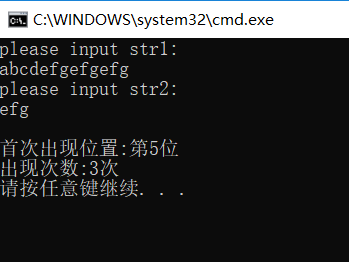 C:\WINDOWS\system32\cmd.exe
please input str1:
abcdefgefgefg
please input str2:
efg
首次出现位置:第5位
出现次数:3次
请按任意键继续. . .